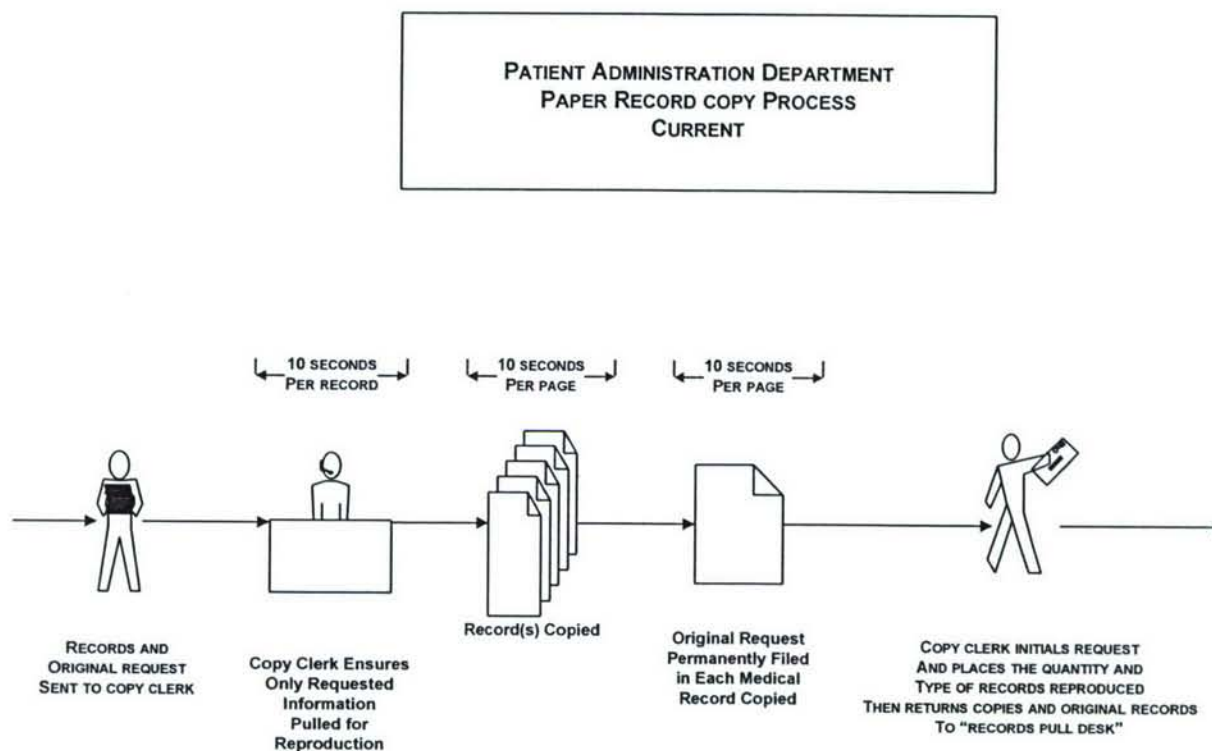 PATIENT ADMINISTRATION DEPARTMENT
PAPER RECORD COPY PROCESS
CURRENT
10 SECONDS
PER RECORD
10 SECONDS
PER PAGE
10 SECONDS
PER PAGE
RECORDS AND
ORIGINAL REQUEST
SENT TO COPY CLERK
Copy Clerk Ensures
Only Requested
Information
Pulled for
Reproduction
Record(s) Copied
Original Request
Permanently Filed
in Each Medical
Record Copied
COPY CLERK INITIALS REQUEST
AND PLACES THE QUANTITY AND
TYPE OF RECORDS REPRODUCED
THEN RETURNS COPIES AND ORIGINAL RECORDS
TO "RECORDS PULL DESK"